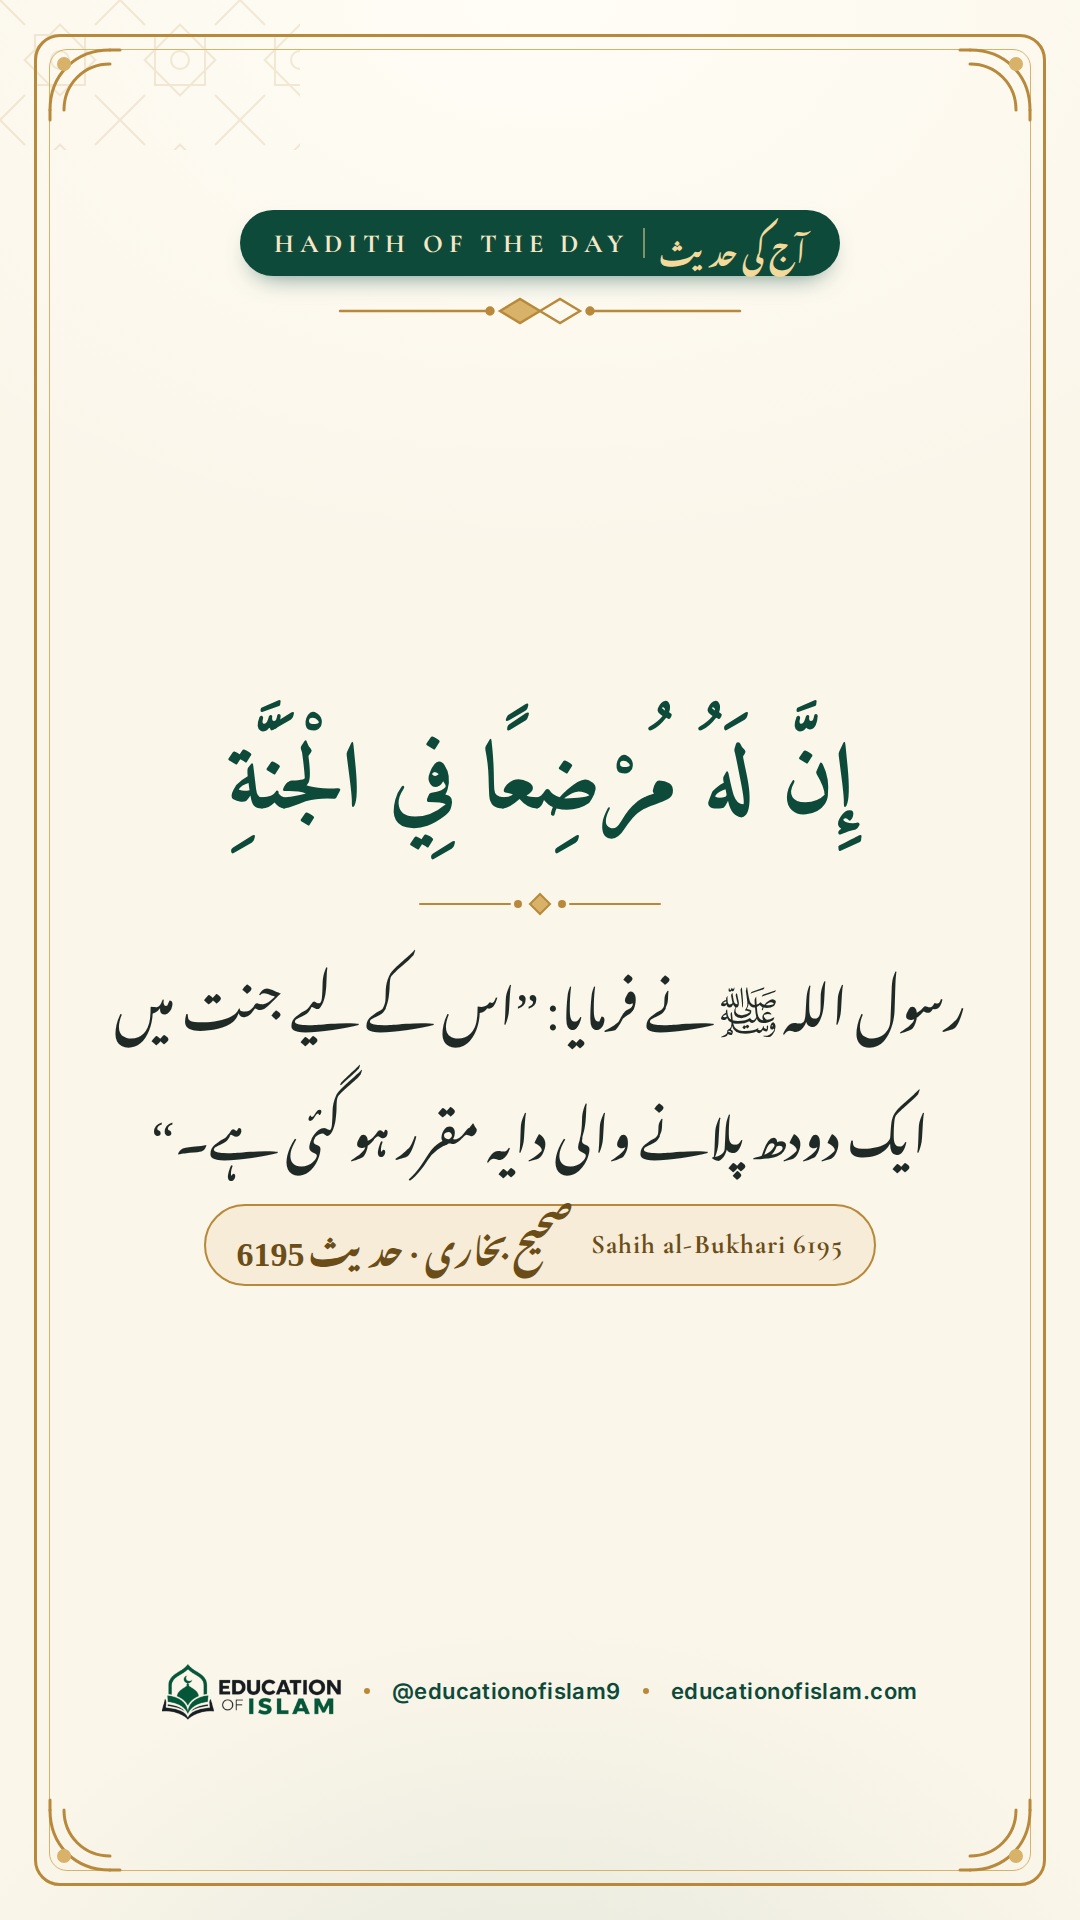 HADITH OF THE DAY | آج کی حدیث
إِنَّ لَهُ مُرْضِعًا فِي الْجَنَّةِ
رسول اللہ ﷺ نے فرمایا: ”اس کے لیے جنت میں
ایک دودھ پلانے والی دایہ مقرر ہو گئی ہے۔“
صحیح بخاری · حدیث 6195 Sahih al-Bukhari 6195
EDUCATION OF ISLAM • @educationofislam9 • educationofislam.com